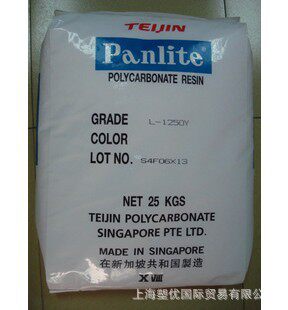 TEIJIN
Panlite®
POLYCARBONATE RESIN
GRADE L-1250Y
COLOR
LOT NO. S4F06X13
NET 25 KGS
TEIJIN POLYCARBONATE
SINGAPORE PTE LTD.
MADE IN SINGAPORE
在新加坡共和国製造
XVIII
上海塑优国际贸易有限公司